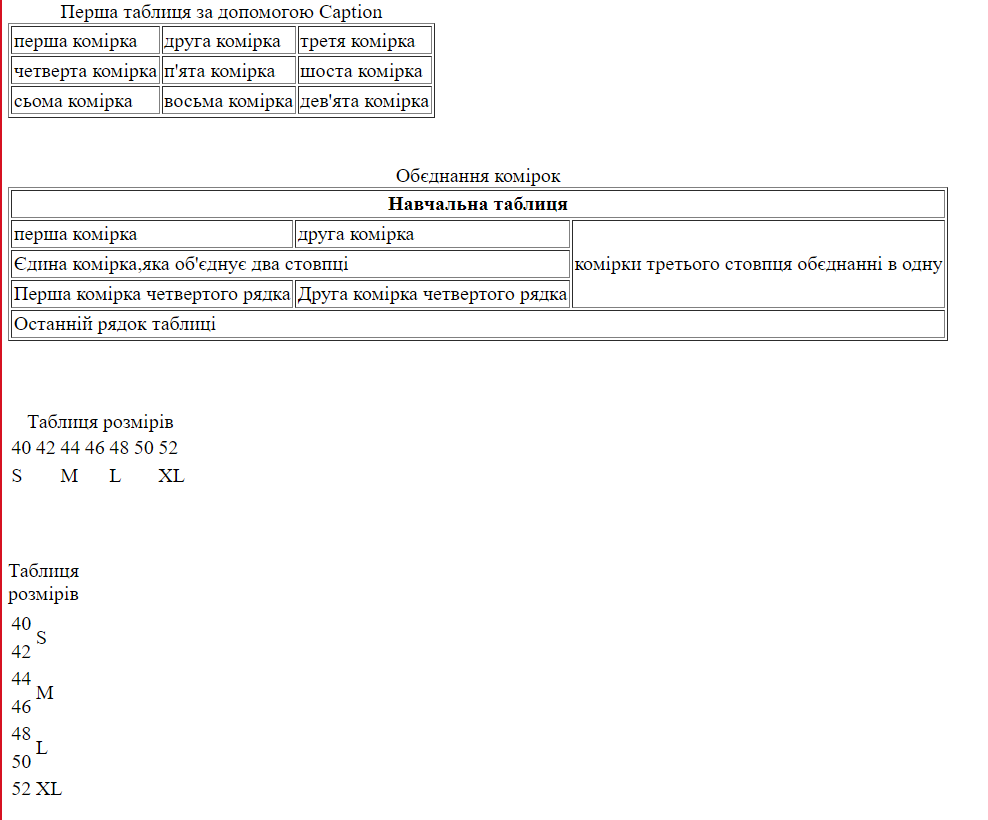 Перша таблиця за допомогою Caption
перша комірка друга комірка третя комірка
четверта комірка п'ята комірка шоста комірка
сьома комірка восьма комірка дев'ята комірка
Обєднання комірок
Навчальна таблиця
перша комірка друга комірка
Єдина комірка,яка об'єднує два стовпці комірки третього стовпця обєднанні в одну
Перша комірка четвертого рядка Друга комірка четвертого рядка
Останній рядок таблиці
Таблиця розмірів
40 42 44 46 48 50 52
S M L XL
Таблиця
розмірів
40
S
42
44
M
46
48
L
50
52 XL